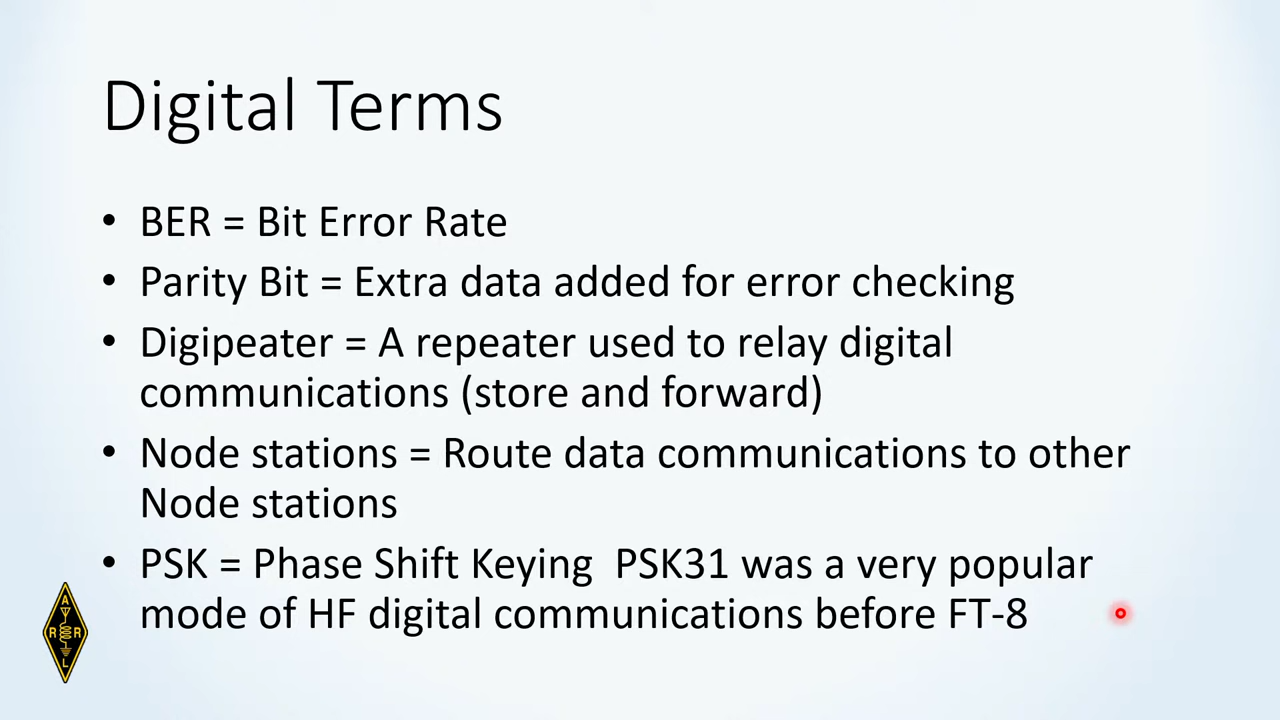 Digital Terms
• BER = Bit Error Rate
• Parity Bit = Extra data added for error checking
• Digipeater = A repeater used to relay digital
communications (store and forward)
• Node stations = Route data communications to other
Node stations
• PSK = Phase Shift Keying  PSK31 was a very popular
mode of HF digital communications before FT-8
A
R R
L